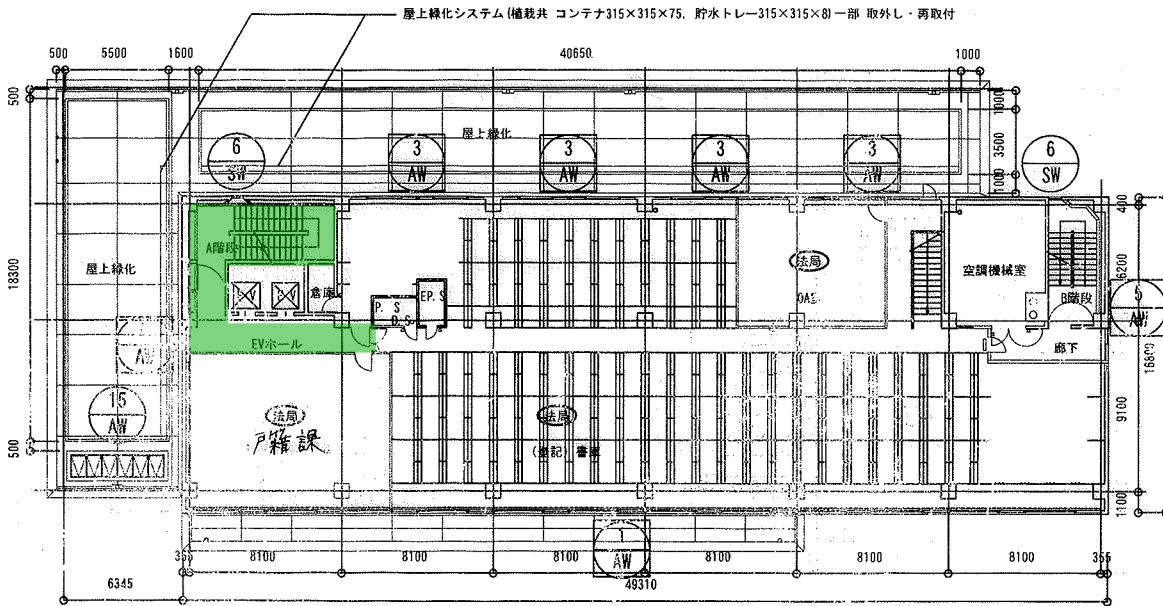 屋上緑化システム(植栽共 コンテナ315×315×75, 貯水トレー315×315×8)一部 取外し・再取付
500 5500 1600 40650 1000
500
18300
500
1000
3500
1000
屋上緑化
屋上緑化
6
SW
3
AW
3
AW
3
AW
3
AW
6
SW
A階段
倉庫
EVホール
P. S
D. S
EP. S
法局
空調機械室
B階段
廊下
400
6200
16800
9100
1100
5
AW
AW
15
AW
法局
戸籍課
法局
(登記) 書庫
1
AW
355 8100 8100 8100 8100 8100 8100 355
6345 49310